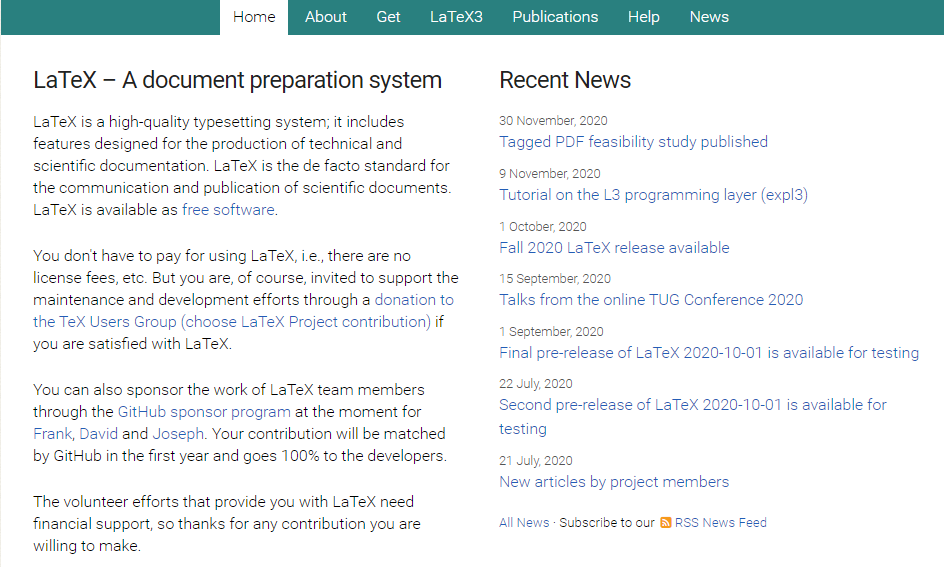 Home About Get LaTeX3 Publications Help News
LaTeX – A document preparation system
LaTeX is a high-quality typesetting system; it includes
features designed for the production of technical and
scientific documentation. LaTeX is the de facto standard for
the communication and publication of scientific documents.
LaTeX is available as free software.
You don't have to pay for using LaTeX, i.e., there are no
license fees, etc. But you are, of course, invited to support the
maintenance and development efforts through a donation to
the TeX Users Group (choose LaTeX Project contribution) if
you are satisfied with LaTeX.
You can also sponsor the work of LaTeX team members
through the GitHub sponsor program at the moment for
Frank, David and Joseph. Your contribution will be matched
by GitHub in the first year and goes 100% to the developers.
The volunteer efforts that provide you with LaTeX need
financial support, so thanks for any contribution you are
willing to make.
Recent News
30 November, 2020
Tagged PDF feasibility study published
9 November, 2020
Tutorial on the L3 programming layer (expl3)
1 October, 2020
Fall 2020 LaTeX release available
15 September, 2020
Talks from the online TUG Conference 2020
1 September, 2020
Final pre-release of LaTeX 2020-10-01 is available for testing
22 July, 2020
Second pre-release of LaTeX 2020-10-01 is available for
testing
21 July, 2020
New articles by project members
All News · Subscribe to our RSS News Feed